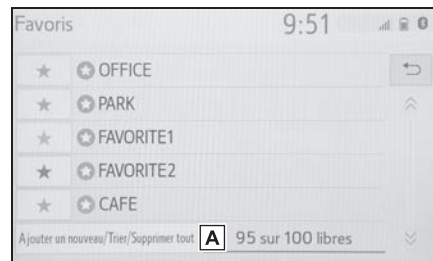 Favoris 9:51
OFFICE
PARK
FAVORITE1
FAVORITE2
CAFE
Ajouter un nouveau/Trier/Supprimer tout A 95 sur 100 libres